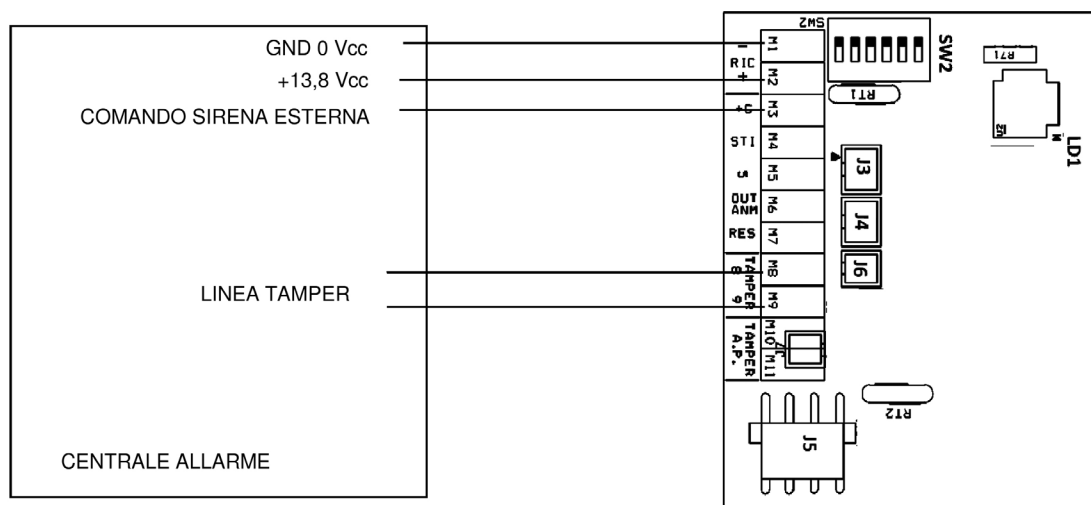 GND 0 Vcc
+13,8 Vcc
COMANDO SIRENA ESTERNA
LINEA TAMPER
CENTRALE ALLARME
-
RIC
+
+C
STI
S
OUT
ANM
RES
TAMPER
8 9
TAMPER
A.P.
M1
M2
M3
M4
M5
M6
M7
M8
M9
M10
M11
SW2
SW2
RT1
J3
J4
J6
J7
J5
RT2
LD1